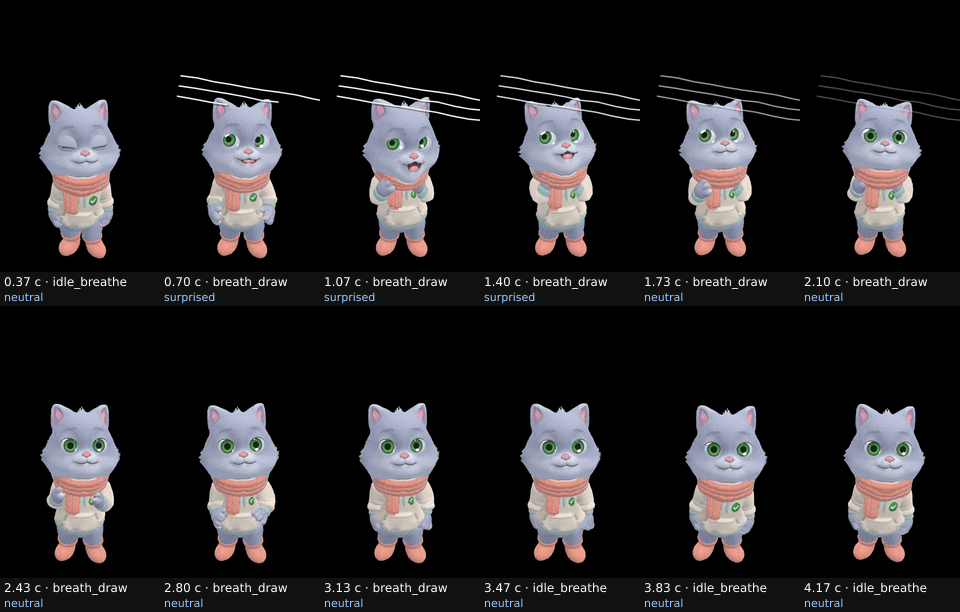 0.37 с · idle_breathe
neutral
0.70 с · breath_draw
surprised
1.07 с · breath_draw
surprised
1.40 с · breath_draw
surprised
1.73 с · breath_draw
neutral
2.10 с · breath_draw
neutral
2.43 с · breath_draw
neutral
2.80 с · breath_draw
neutral
3.13 с · breath_draw
neutral
3.47 с · idle_breathe
neutral
3.83 с · idle_breathe
neutral
4.17 с · idle_breathe
neutral